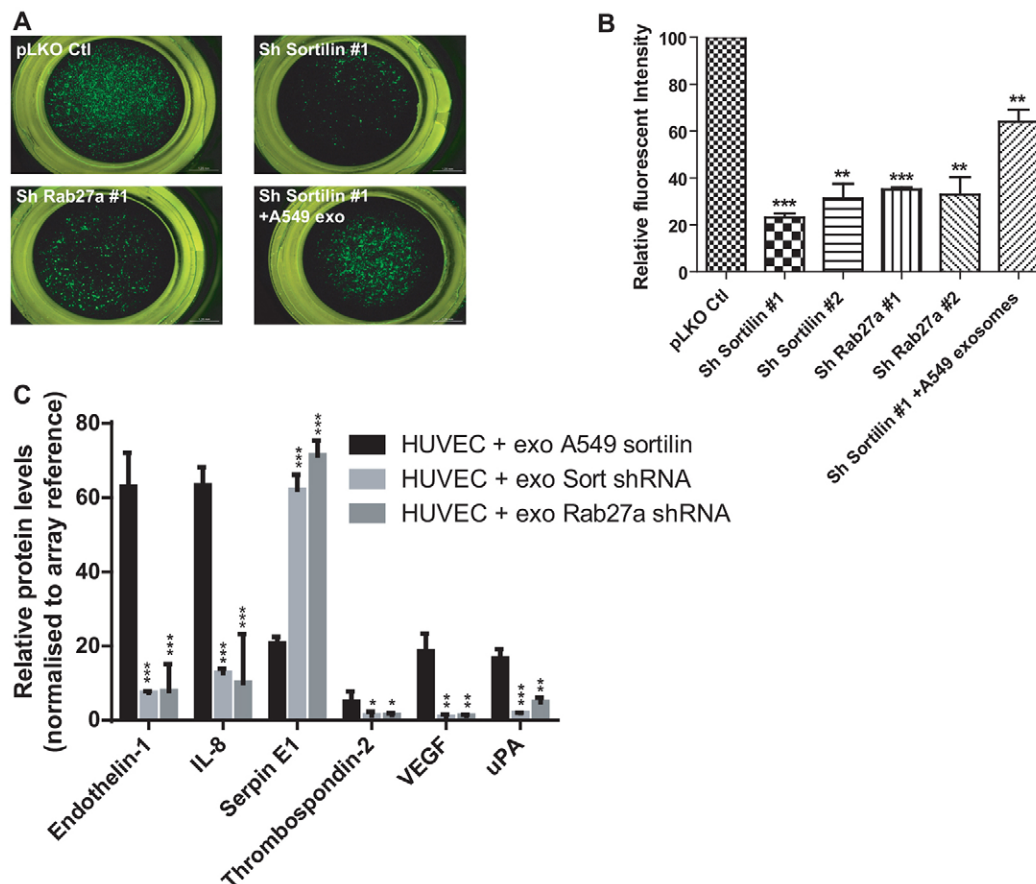 A
pLKO Ctl
Sh Sortilin #1
Sh Rab27a #1
Sh Sortilin #1
+A549 exo
B
Relative fluorescent Intensity
100
80
60
40
20
0
***
**
***
**
**
pLKO Ctl
Sh Sortilin #1
Sh Sortilin #2
Sh Rab27a #1
Sh Rab27a #2
Sh Sortilin #1 +A549 exosomes
C
Relative protein levels
(normalised to array reference)
80
60
40
20
0
HUVEC + exo A549 sortilin
HUVEC + exo Sort shRNA
HUVEC + exo Rab27a shRNA
***
***
***
***
***
***
*
*
**
**
***
**
Endothelin-1
IL-8
Serpin E1
Thrombospondin-2
VEGF
uPA